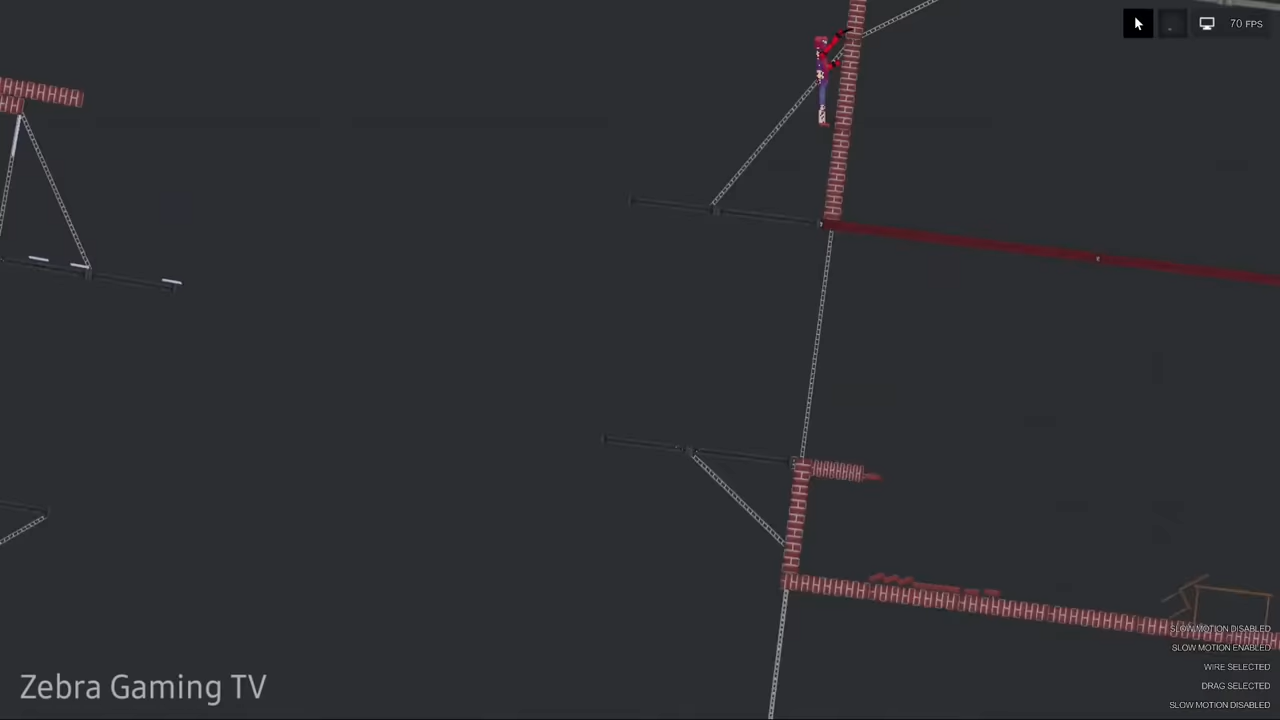 70 FPS
SLOW MOTION DISABLED
SLOW MOTION ENABLED
WIRE SELECTED
DRAG SELECTED
SLOW MOTION DISABLED
Zebra Gaming TV